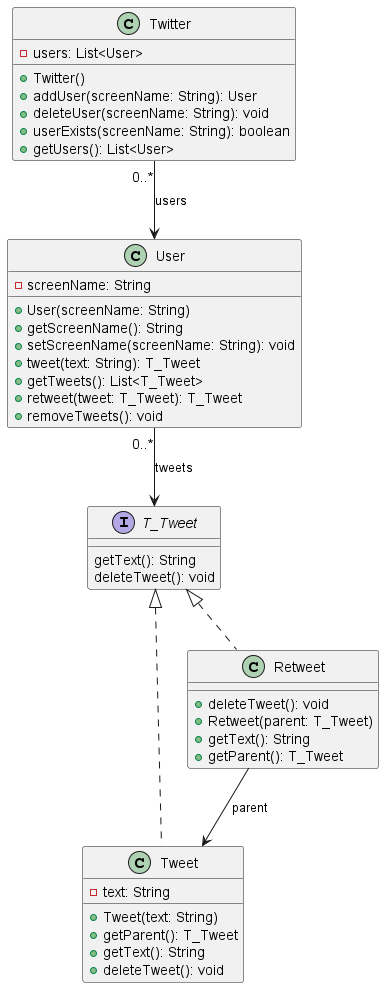 C Twitter
users: List<User>
Twitter()
addUser(screenName: String): User
deleteUser(screenName: String): void
userExists(screenName: String): boolean
getUsers(): List<User>
0..*
users
C User
screenName: String
User(screenName: String)
getScreenName(): String
setScreenName(screenName: String): void
tweet(text: String): T_Tweet
getTweets(): List<T_Tweet>
retweet(tweet: T_Tweet): T_Tweet
removeTweets(): void
0..*
tweets
I T_Tweet
getText(): String
deleteTweet(): void
C Retweet
deleteTweet(): void
Retweet(parent: T_Tweet)
getText(): String
getParent(): T_Tweet
parent
C Tweet
text: String
Tweet(text: String)
getParent(): T_Tweet
getText(): String
deleteTweet(): void